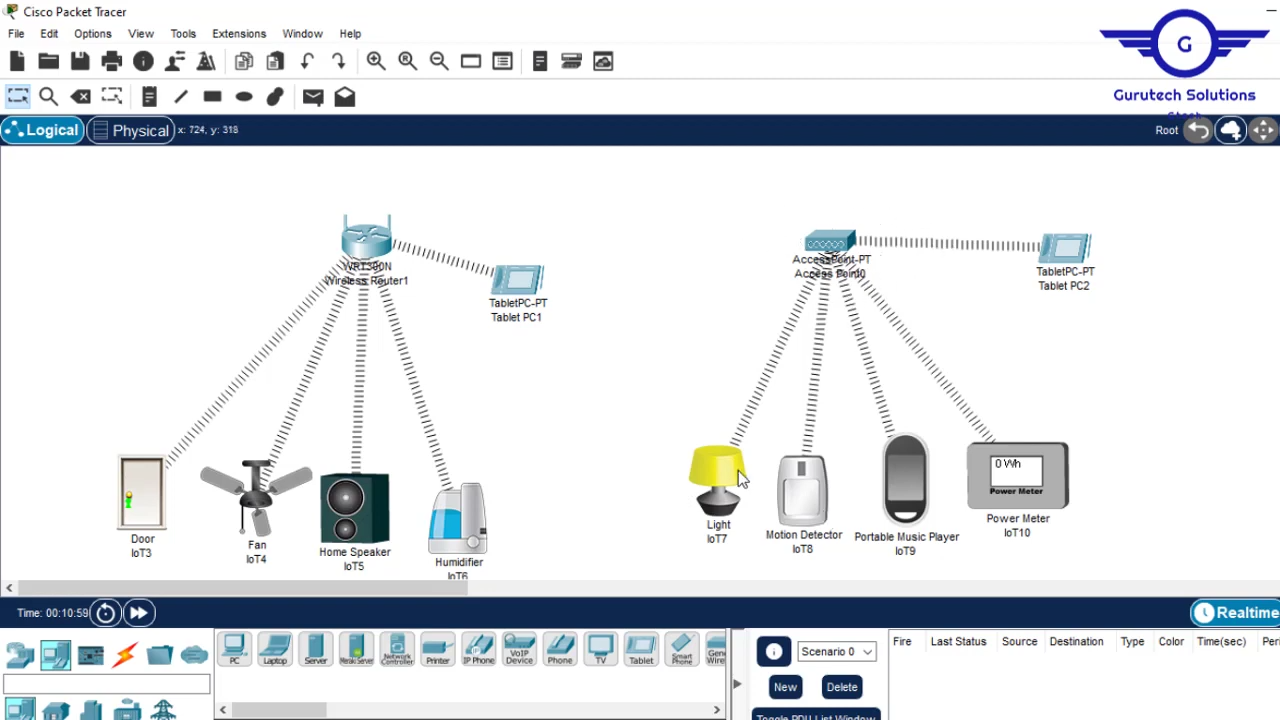 Cisco Packet Tracer
File Edit Options View Tools Extensions Window Help
G
Gurutech Solutions
Logical Physical x: 724, y: 318 Root
WRT300N
Wireless Router1
TabletPC-PT
Tablet PC1
AccessPoint-PT
Access Point0
TabletPC-PT
Tablet PC2
Door
IoT3
Fan
IoT4
Home Speaker
IoT5
Humidifier
IoT6
Light
IoT7
Motion Detector
IoT8
Portable Music Player
IoT9
0 Wh
Power Meter
Power Meter
IoT10
Time: 00:10:59 Realtime
PC Laptop Server Meraki Server Network Controller Printer IP Phone VoIP Device Phone TV Tablet Smart Phone
Scenario 0
New Delete
Toggle PDU List Window
Fire Last Status Source Destination Type Color Time(sec)